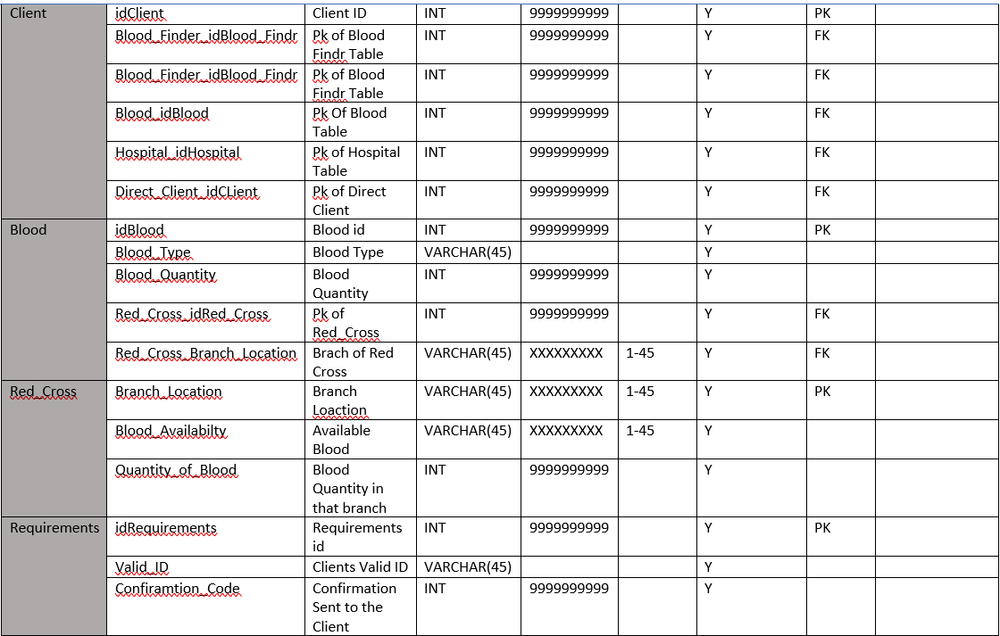 Client idClient Client ID INT 9999999999 Y PK
Blood_Finder_idBlood_Findr Pk of Blood INT 9999999999 Y FK
Findr Table
Blood_Finder_idBlood_Findr Pk of Blood INT 9999999999 Y FK
Findr Table
Blood_idBlood Pk Of Blood INT 9999999999 Y FK
Table
Hospital_idHospital Pk of Hospital INT 9999999999 Y FK
Table
Direct_Client_idCLient Pk of Direct INT 9999999999 Y FK
Client
Blood idBlood Blood id INT 9999999999 Y PK
Blood_Type Blood Type VARCHAR(45) Y
Blood_Quantity Blood INT 9999999999 Y
Quantity
Red_Cross_idRed_Cross Pk of INT 9999999999 Y FK
Red_Cross
Red_Cross_Branch_Location Brach of Red VARCHAR(45) XXXXXXXXX 1-45 Y FK
Cross
Red_Cross Branch_Location Branch VARCHAR(45) XXXXXXXXX 1-45 Y PK
Loaction
Blood_Availabilty Available VARCHAR(45) XXXXXXXXX 1-45 Y
Blood
Quantity_of_Blood Blood INT 9999999999 Y
Quantity in
that branch
Requirements idRequirements Requirements INT 9999999999 Y PK
id
Valid_ID Clients Valid ID VARCHAR(45) Y
Confiramtion_Code Confirmation INT 9999999999 Y
Sent to the
Client